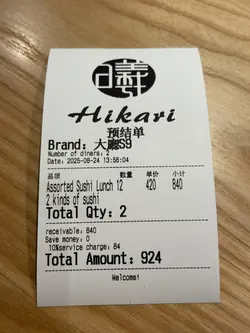 Hikari
预结单
Brand: 大廳S9
Number of diners: 2
Date: 2025-08-24 13:56:04
品项 数量 单价 小计
Assorted Sushi Lunch 12 420 840
2 kinds of sushi
Total Qty: 2
receivable: 840
Save money: 0
10%service charge: 84
Total Amount: 924
Welcome!